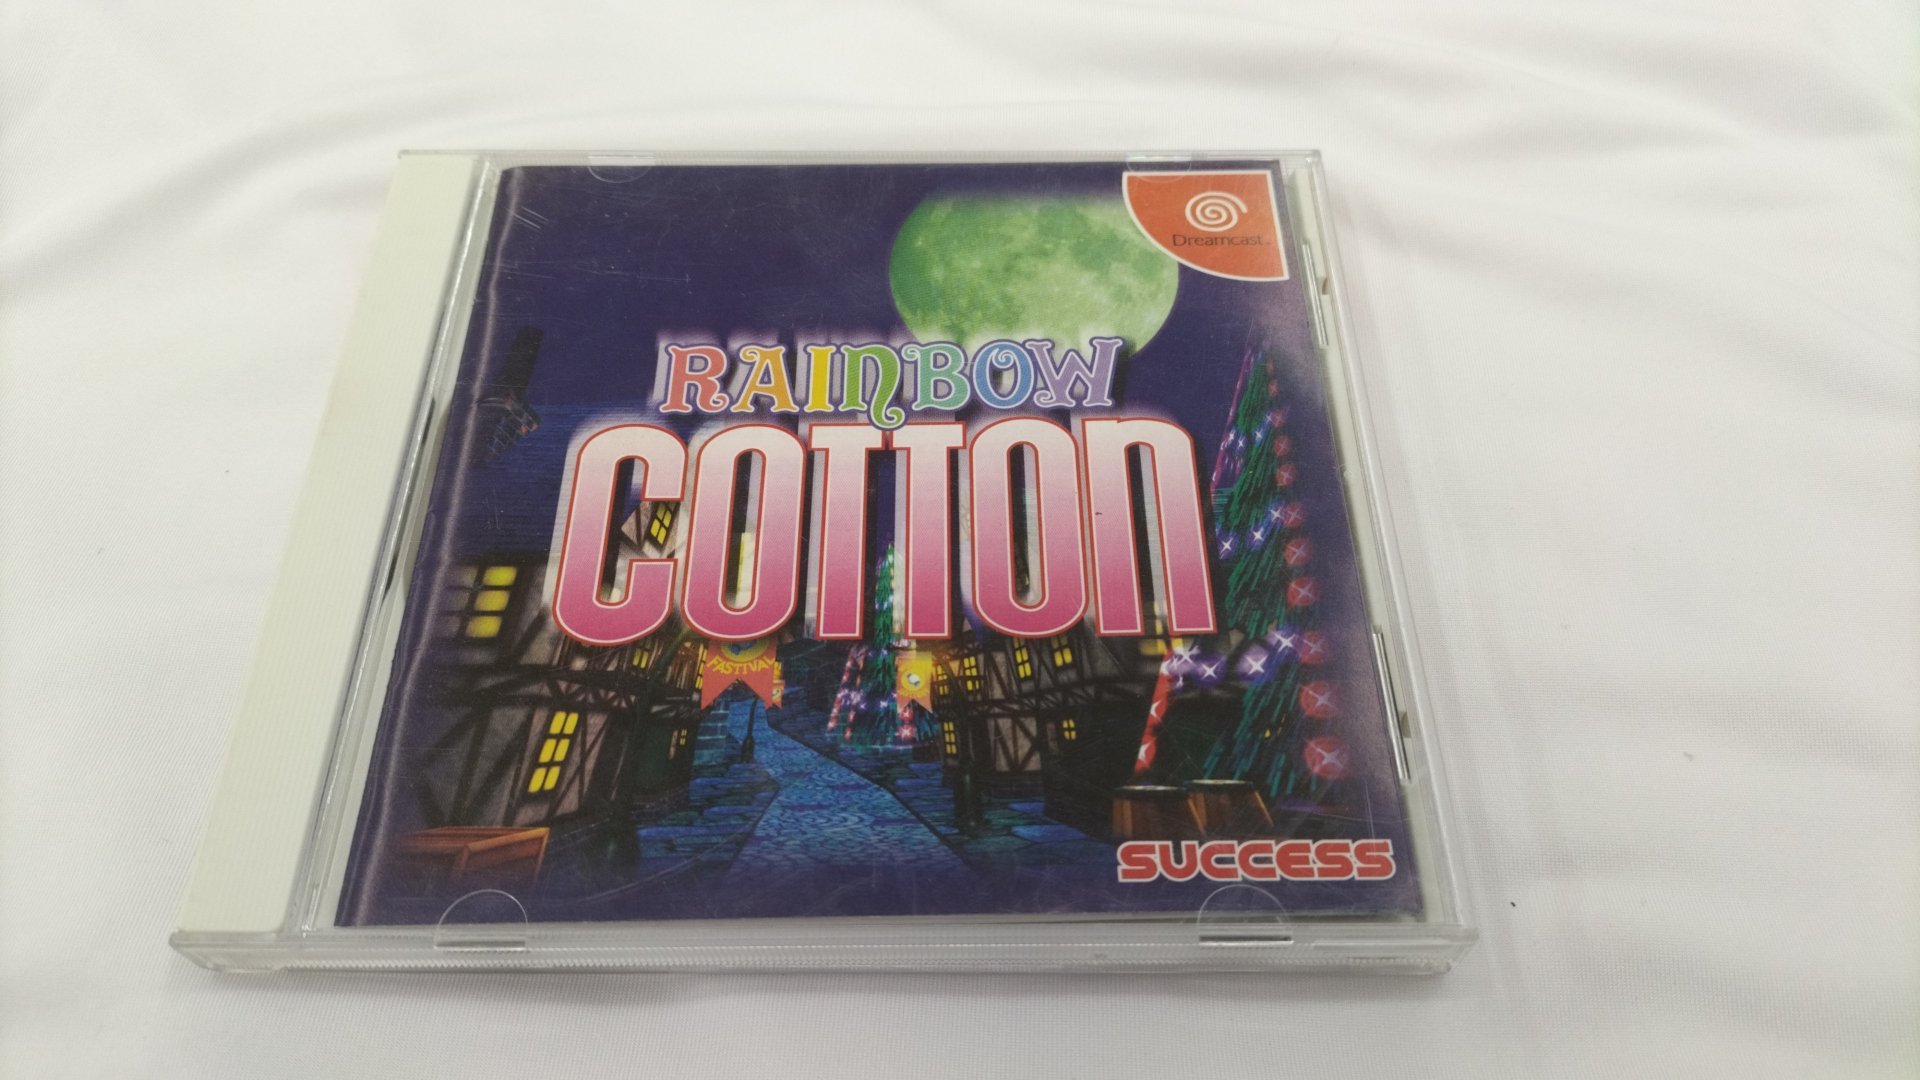 Dreamcast
RAINBOW
COTTON
FASTIVAL
SUCCESS